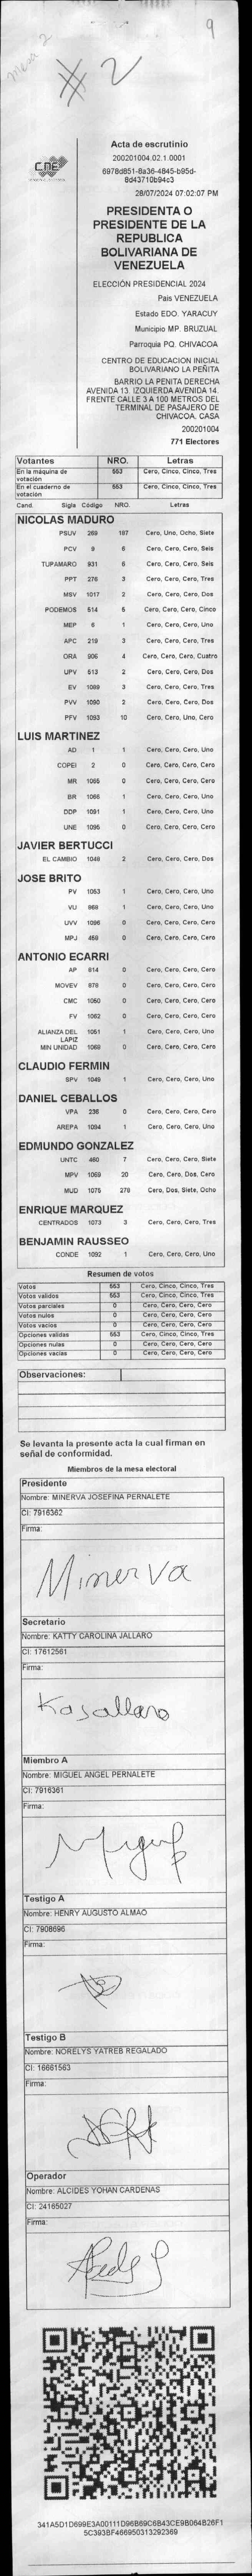 9
Mesa 2
# 2
CNE
Acta de escrutinio
200201004.02.1.0001
6978d851-8a36-4845-b95d-
8d43710b94c3
28/07/2024 07:02:07 PM
PRESIDENTA O
PRESIDENTE DE LA
REPUBLICA
BOLIVARIANA DE
VENEZUELA
ELECCIÓN PRESIDENCIAL 2024
Pais VENEZUELA
Estado EDO. YARACUY
Municipio MP. BRUZUAL
Parroquia PQ. CHIVACOA
CENTRO DE EDUCACION INICIAL
BOLIVARIANO LA PEÑITA
BARRIO LA PENITA DERECHA
AVENIDA 13. IZQUIERDA AVENIDA 14.
FRENTE CALLE 3 A 100 METROS DEL
TERMINAL DE PASAJERO DE
CHIVACOA. CASA
200201004
771 Electores
Votantes NRO. Letras
En la máquina de votación 553 Cero, Cinco, Cinco, Tres
En el cuaderno de votación 553 Cero, Cinco, Cinco, Tres
Cand. Sigla Código NRO. Letras
NICOLAS MADURO
PSUV 269 187 Cero, Uno, Ocho, Siete
PCV 9 6 Cero, Cero, Cero, Seis
TUPAMARO 931 6 Cero, Cero, Cero, Seis
PPT 276 3 Cero, Cero, Cero, Tres
MSV 1017 2 Cero, Cero, Cero, Dos
PODEMOS 514 5 Cero, Cero, Cero, Cinco
MEP 6 1 Cero, Cero, Cero, Uno
APC 219 3 Cero, Cero, Cero, Tres
ORA 906 4 Cero, Cero, Cero, Cuatro
UPV 513 2 Cero, Cero, Cero, Dos
EV 1089 3 Cero, Cero, Cero, Tres
PVV 1090 2 Cero, Cero, Cero, Dos
PFV 1093 10 Cero, Cero, Uno, Cero
LUIS MARTINEZ
AD 1 1 Cero, Cero, Cero, Uno
COPEI 2 0 Cero, Cero, Cero, Cero
MR 1055 0 Cero, Cero, Cero, Cero
BR 1066 1 Cero, Cero, Cero, Uno
DDP 1091 1 Cero, Cero, Cero, Uno
UNE 1095 0 Cero, Cero, Cero, Cero
JAVIER BERTUCCI
EL CAMBIO 1048 2 Cero, Cero, Cero, Dos
JOSE BRITO
PV 1053 1 Cero, Cero, Cero, Uno
VU 868 1 Cero, Cero, Cero, Uno
UVV 1096 0 Cero, Cero, Cero, Cero
MPJ 459 0 Cero, Cero, Cero, Cero
ANTONIO ECARRI
AP 814 0 Cero, Cero, Cero, Cero
MOVEV 878 0 Cero, Cero, Cero, Cero
CMC 1050 0 Cero, Cero, Cero, Cero
FV 1062 0 Cero, Cero, Cero, Cero
ALIANZA DEL LAPIZ 1051 1 Cero, Cero, Cero, Uno
MIN UNIDAD 1068 0 Cero, Cero, Cero, Cero
CLAUDIO FERMIN
SPV 1049 1 Cero, Cero, Cero, Uno
DANIEL CEBALLOS
VPA 236 0 Cero, Cero, Cero, Cero
AREPA 1094 1 Cero, Cero, Cero, Uno
EDMUNDO GONZALEZ
UNTC 460 7 Cero, Cero, Cero, Siete
MPV 1069 20 Cero, Cero, Dos, Cero
MUD 1075 278 Cero, Dos, Siete, Ocho
ENRIQUE MARQUEZ
CENTRADOS 1073 3 Cero, Cero, Cero, Tres
BENJAMIN RAUSSEO
CONDE 1092 1 Cero, Cero, Cero, Uno
Resumen de votos
Votos 553 Cero, Cinco, Cinco, Tres
Votos válidos 553 Cero, Cinco, Cinco, Tres
Votos parciales 0 Cero, Cero, Cero, Cero
Votos nulos 0 Cero, Cero, Cero, Cero
Votos vacios 0 Cero, Cero, Cero, Cero
Opciones validas 553 Cero, Cinco, Cinco, Tres
Opciones nulas 0 Cero, Cero, Cero, Cero
Opciones vacías 0 Cero, Cero, Cero, Cero
Observaciones:
Se levanta la presente acta la cual firman en
señal de conformidad.
Miembros de la mesa electoral
Presidente
Nombre: MINERVA JOSEFINA PERNALETE
CI: 7916362
Firma:
Minerva
Secretario
Nombre: KATTY CAROLINA JALLARO
CI: 17612561
Firma:
Kajallaro
Miembro A
Nombre: MIGUEL ANGEL PERNALETE
CI: 7916361
Firma:
Miguel
Testigo A
Nombre: HENRY AUGUSTO ALMAO
CI: 7908696
Firma:
Testigo B
Nombre: NORELYS YATREB REGALADO
CI: 16661563
Firma:
Operador
Nombre: ALCIDES YOHAN CARDENAS
CI: 24165027
Firma:
341A5D1D699E3A00111D96B69C6B43CE9B064B26F1
5C393BF466950313292369